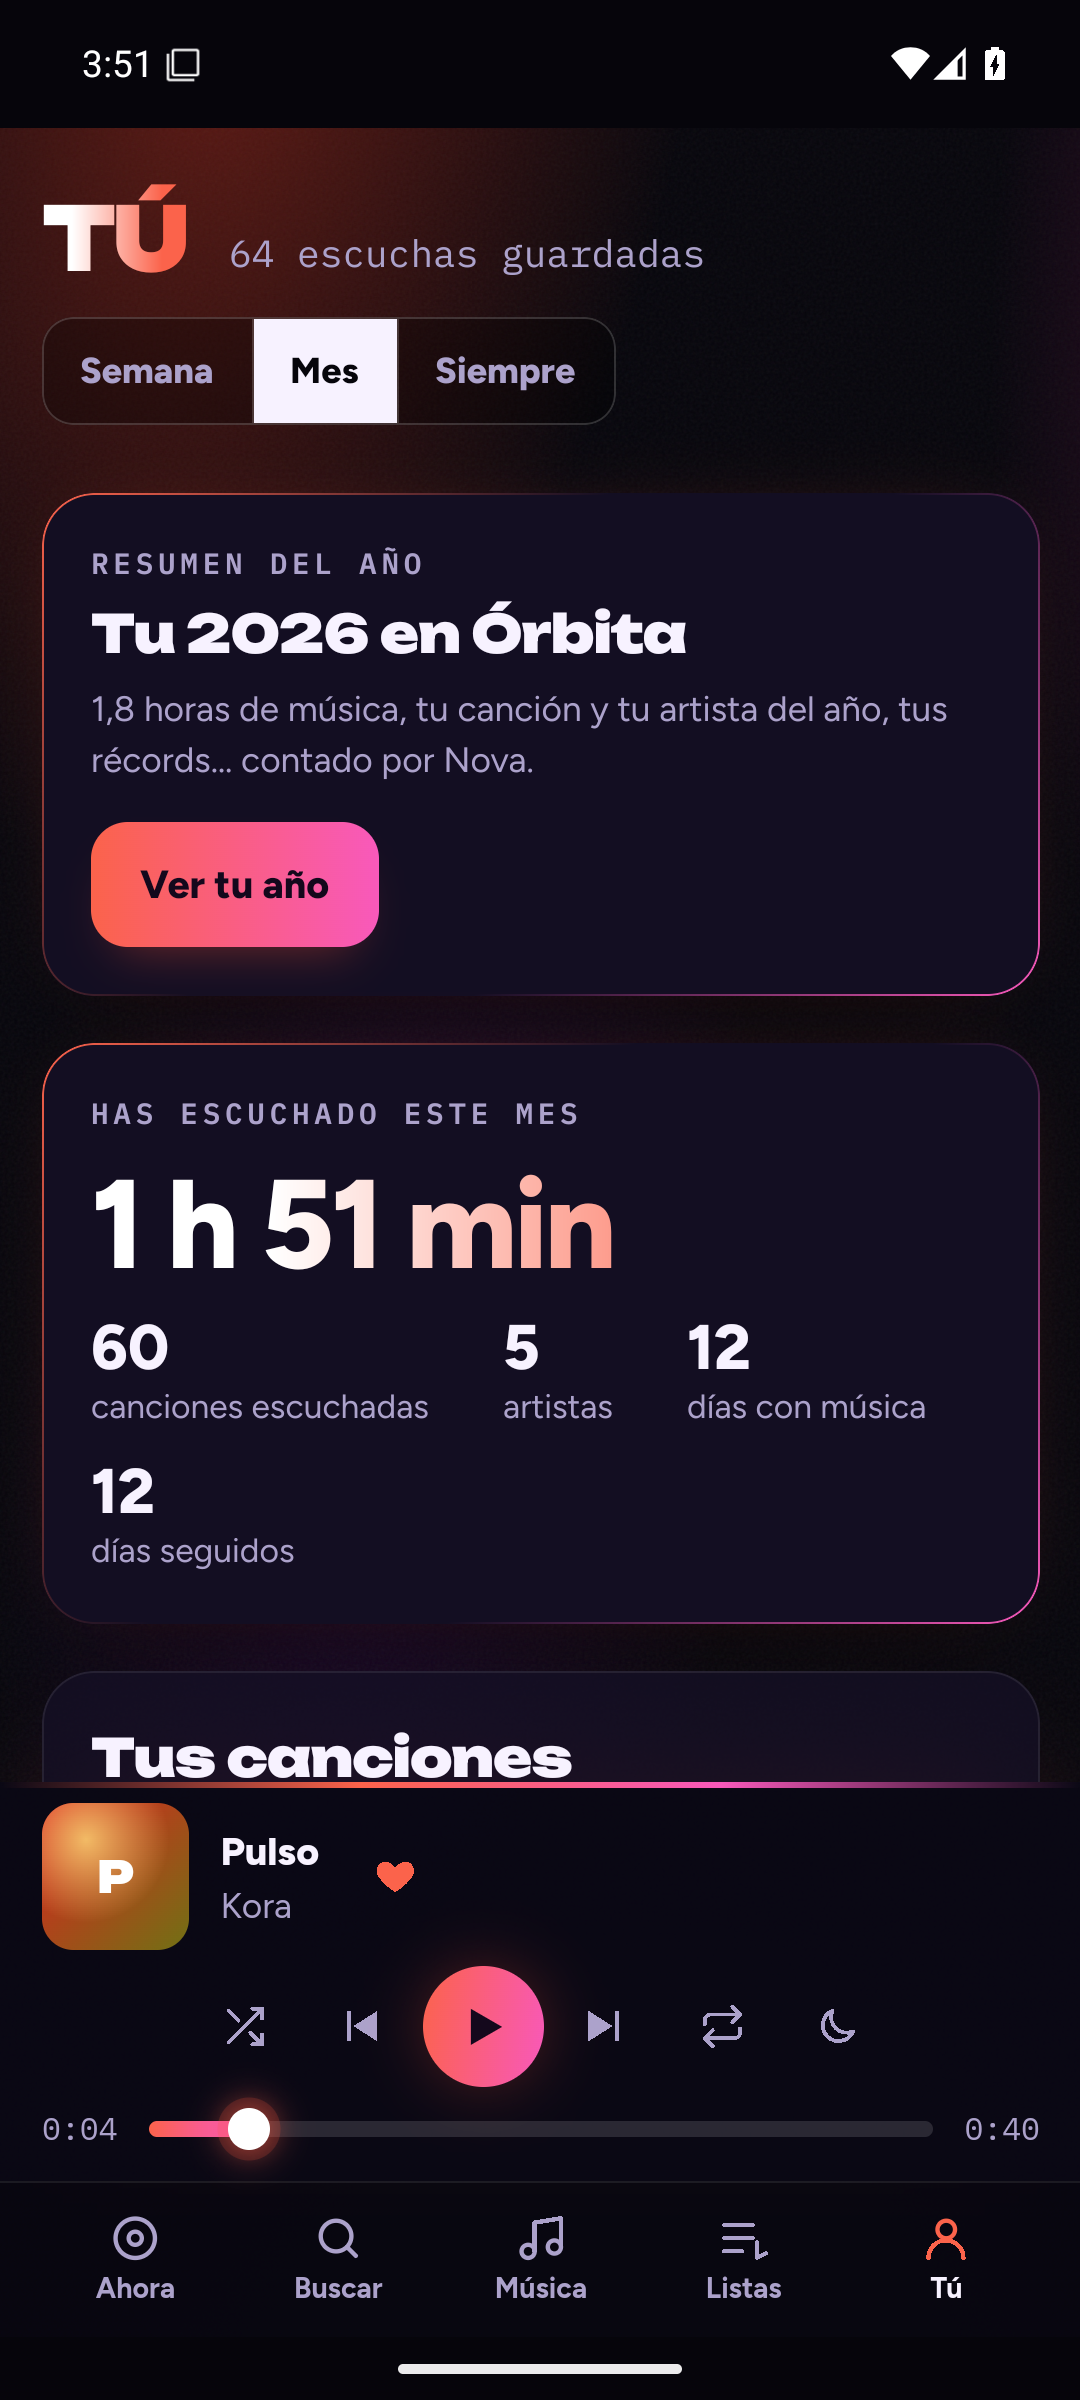 3:51
TÚ
64 escuchas guardadas
Semana
Mes
Siempre
RESUMEN DEL AÑO
Tu 2026 en Órbita
1,8 horas de música, tu canción y tu artista del año, tus
récords... contado por Nova.
Ver tu año
HAS ESCUCHADO ESTE MES
1 h 51 min
60
canciones escuchadas
5
artistas
12
días con música
12
días seguidos
Tus canciones
P
Pulso
Kora
0:04
0:40
Ahora
Buscar
Música
Listas
Tú